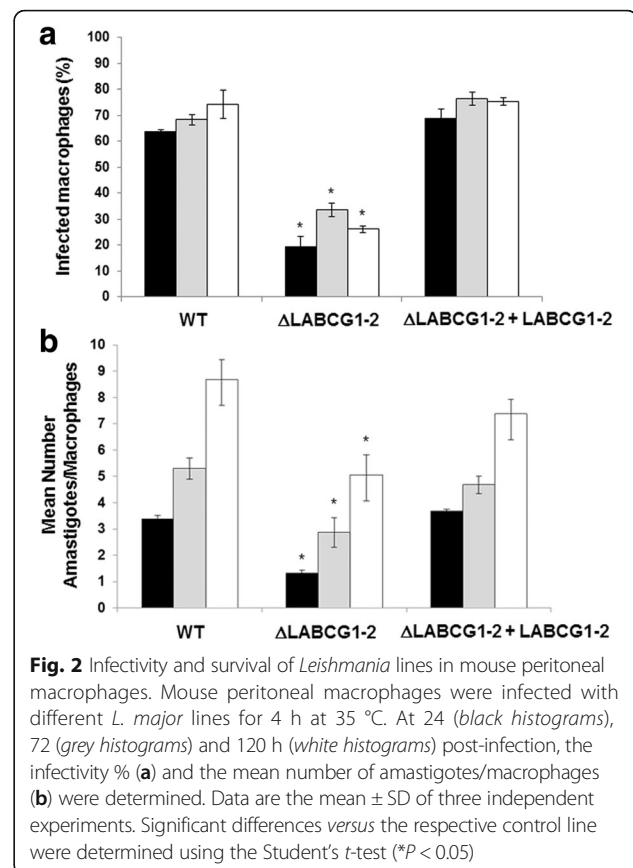 a
100
90
80
70
60
50
40
30
20
10
0
Infected macrophages (%)
* * *
WT ΔLABCG1-2 ΔLABCG1-2 + LABCG1-2
b
10
9
8
7
6
5
4
3
2
1
0
Mean Number
Amastigotes/Macrophages
* * *
WT ΔLABCG1-2 ΔLABCG1-2 + LABCG1-2
Fig. 2 Infectivity and survival of Leishmania lines in mouse peritoneal
macrophages. Mouse peritoneal macrophages were infected with
different L. major lines for 4 h at 35 °C. At 24 (black histograms),
72 (grey histograms) and 120 h (white histograms) post-infection, the
infectivity % (a) and the mean number of amastigotes/macrophages
(b) were determined. Data are the mean ± SD of three independent
experiments. Significant differences versus the respective control line
were determined using the Student’s t-test (*P < 0.05)